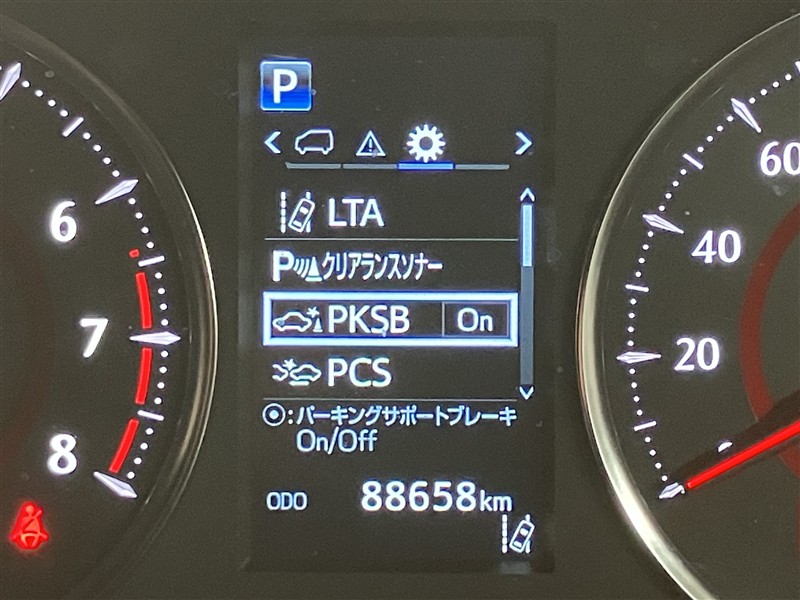 P
LTA
Pクリアランスソナー
PKSB On
PCS
:パーキングサポートブレーキ
On/Off
ODO 88658km
6
7
8
60
40
20